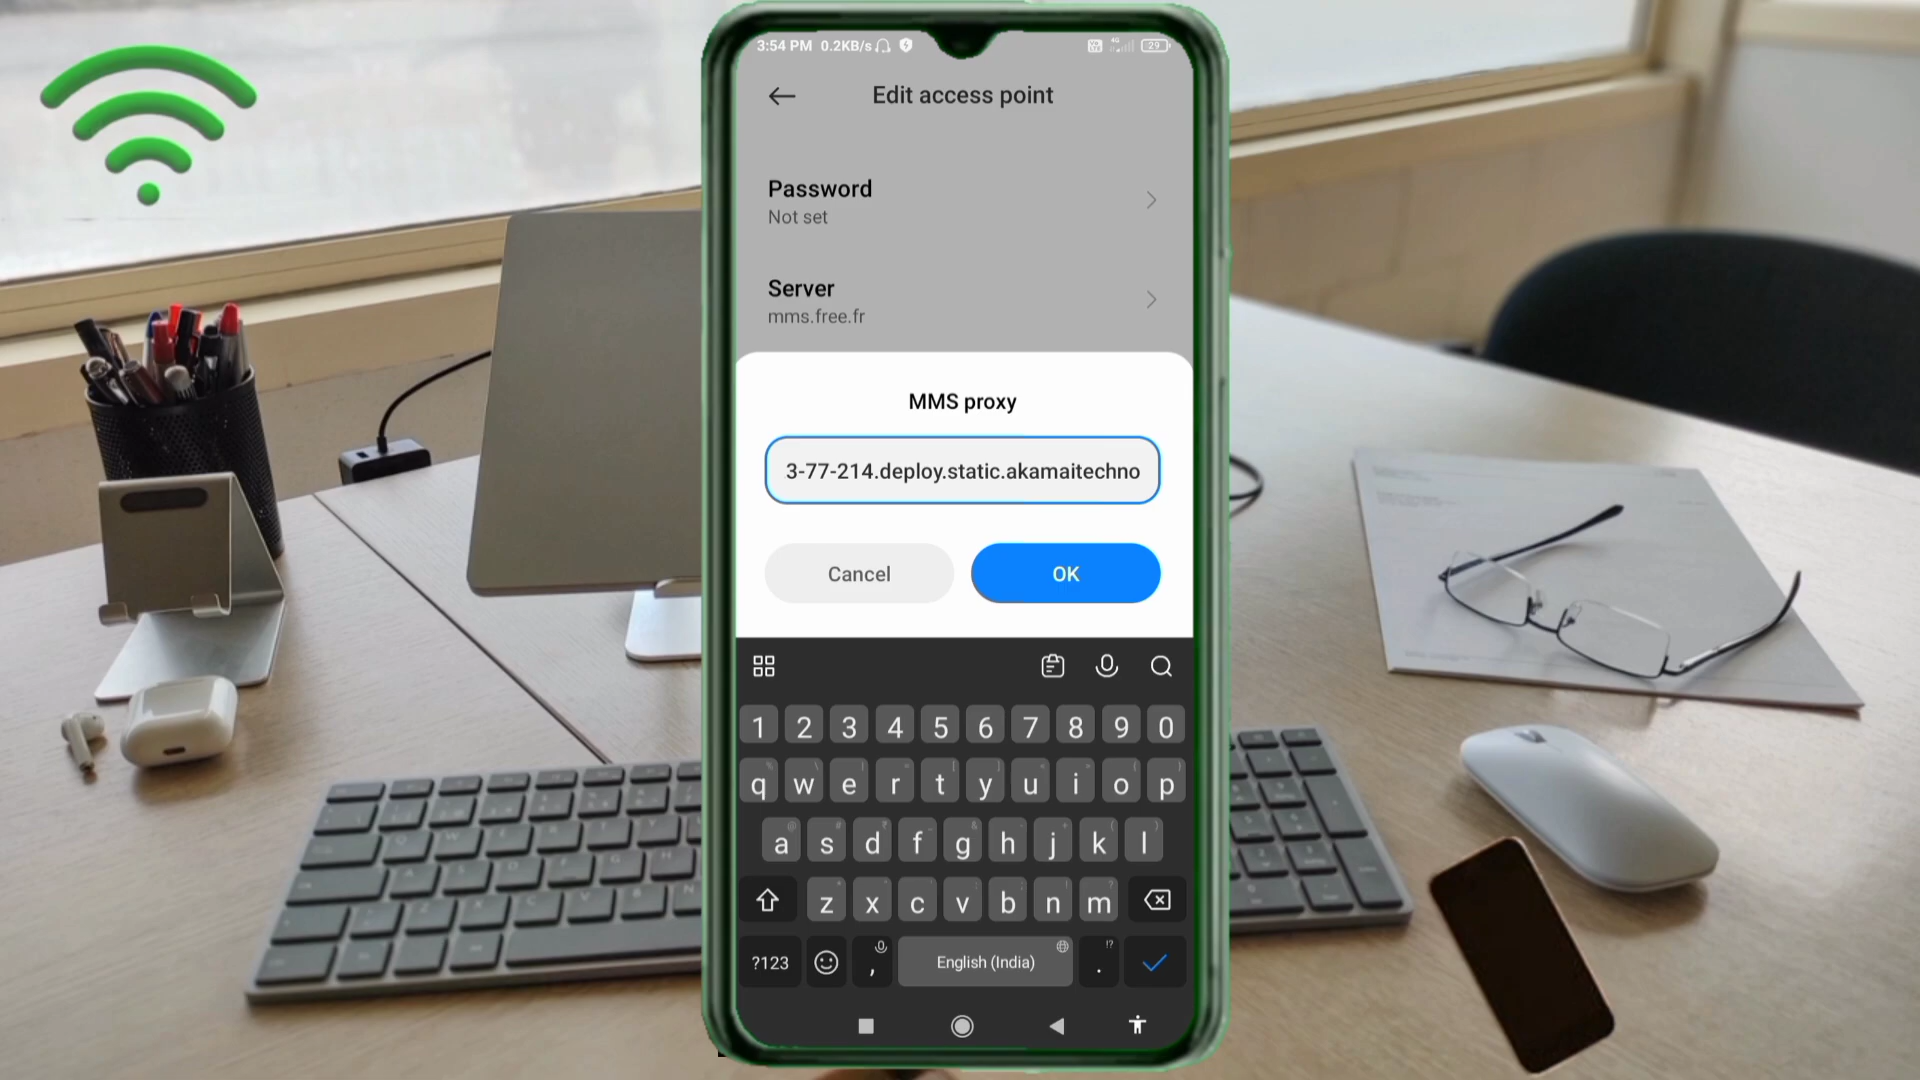 3:54 PM 0.2KB/s 4G 29
Edit access point
Password
Not set
Server
mms.free.fr
MMS proxy
3-77-214.deploy.static.akamaitechno
Cancel
OK
1 2 3 4 5 6 7 8 9 0
q w e r t y u i o p
a s d f g h j k l
z x c v b n m
?123 , English (India) . !?